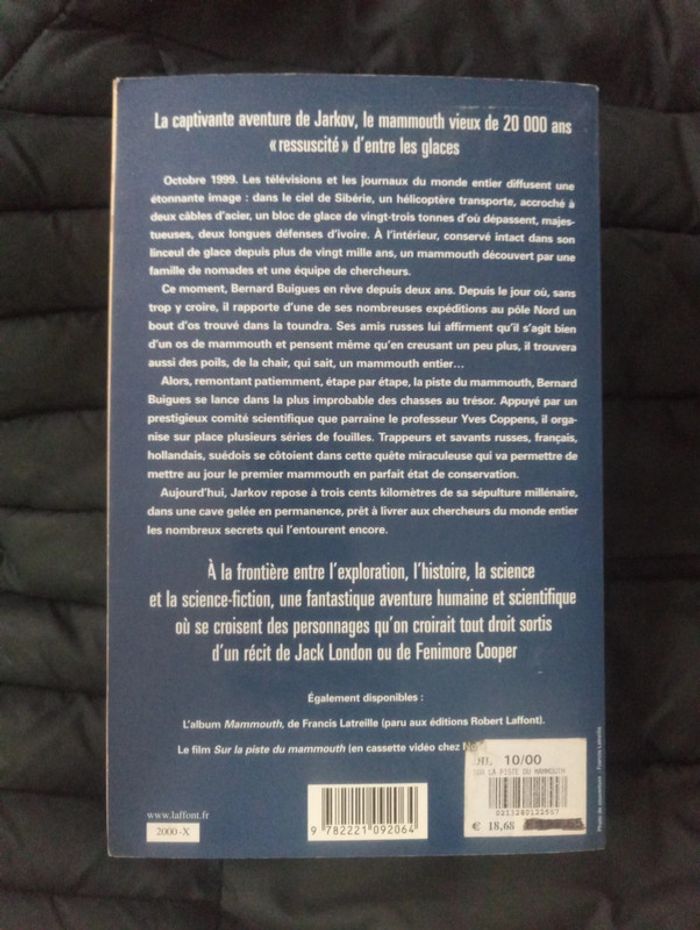 La captivante aventure de Jarkov, le mammouth vieux de 20 000 ans
« ressuscité » d'entre les glaces
Octobre 1999. Les télévisions et les journaux du monde entier diffusent une
étonnante image : dans le ciel de Sibérie, un hélicoptère transporte, accroché à
deux câbles d'acier, un bloc de glace de vingt-trois tonnes d'où dépassent, majes-
tueuses, deux longues défenses d'ivoire. À l'intérieur, conservé intact dans son
linceul de glace depuis plus de vingt mille ans, un mammouth découvert par une
famille de nomades et une équipe de chercheurs.
Ce moment, Bernard Buigues en rêve depuis deux ans. Depuis le jour où, sans
trop y croire, il rapporte d'une de ses nombreuses expéditions au pôle Nord un
bout d'os trouvé dans la toundra. Ses amis russes lui affirment qu'il s'agit bien
d'un os de mammouth et pensent même qu'en creusant un peu plus, il trouvera
aussi des poils, de la chair, qui sait, un mammouth entier...
Alors, remontant patiemment, étape par étape, la piste du mammouth, Bernard
Buigues se lance dans la plus improbable des chasses au trésor. Appuyé par un
prestigieux comité scientifique que parraine le professeur Yves Coppens, il orga-
nise sur place plusieurs séries de fouilles. Trappeurs et savants russes, français,
hollandais, suédois se côtoient dans cette quête miraculeuse qui va permettre de
mettre au jour le premier mammouth en parfait état de conservation.
Aujourd'hui, Jarkov repose à trois cents kilomètres de sa sépulture millénaire,
dans une cave gelée en permanence, prêt à livrer aux chercheurs du monde entier
les nombreux secrets qui l'entourent encore.
À la frontière entre l'exploration, l'histoire, la science
et la science-fiction, une fantastique aventure humaine et scientifique
où se croisent des personnages qu'on croirait tout droit sortis
d'un récit de Jack London ou de Fenimore Cooper
Également disponibles :
L'album Mammouth, de Francis Latreille (paru aux éditions Robert Laffont).
Le film Sur la piste du mammouth (en cassette vidéo chez
10/00
SUR LA PISTE DU MAMMOUTH
€ 18,68
www.laffont.fr
2000-X
9 782221 092064
Photo de couverture : Francis Latreille